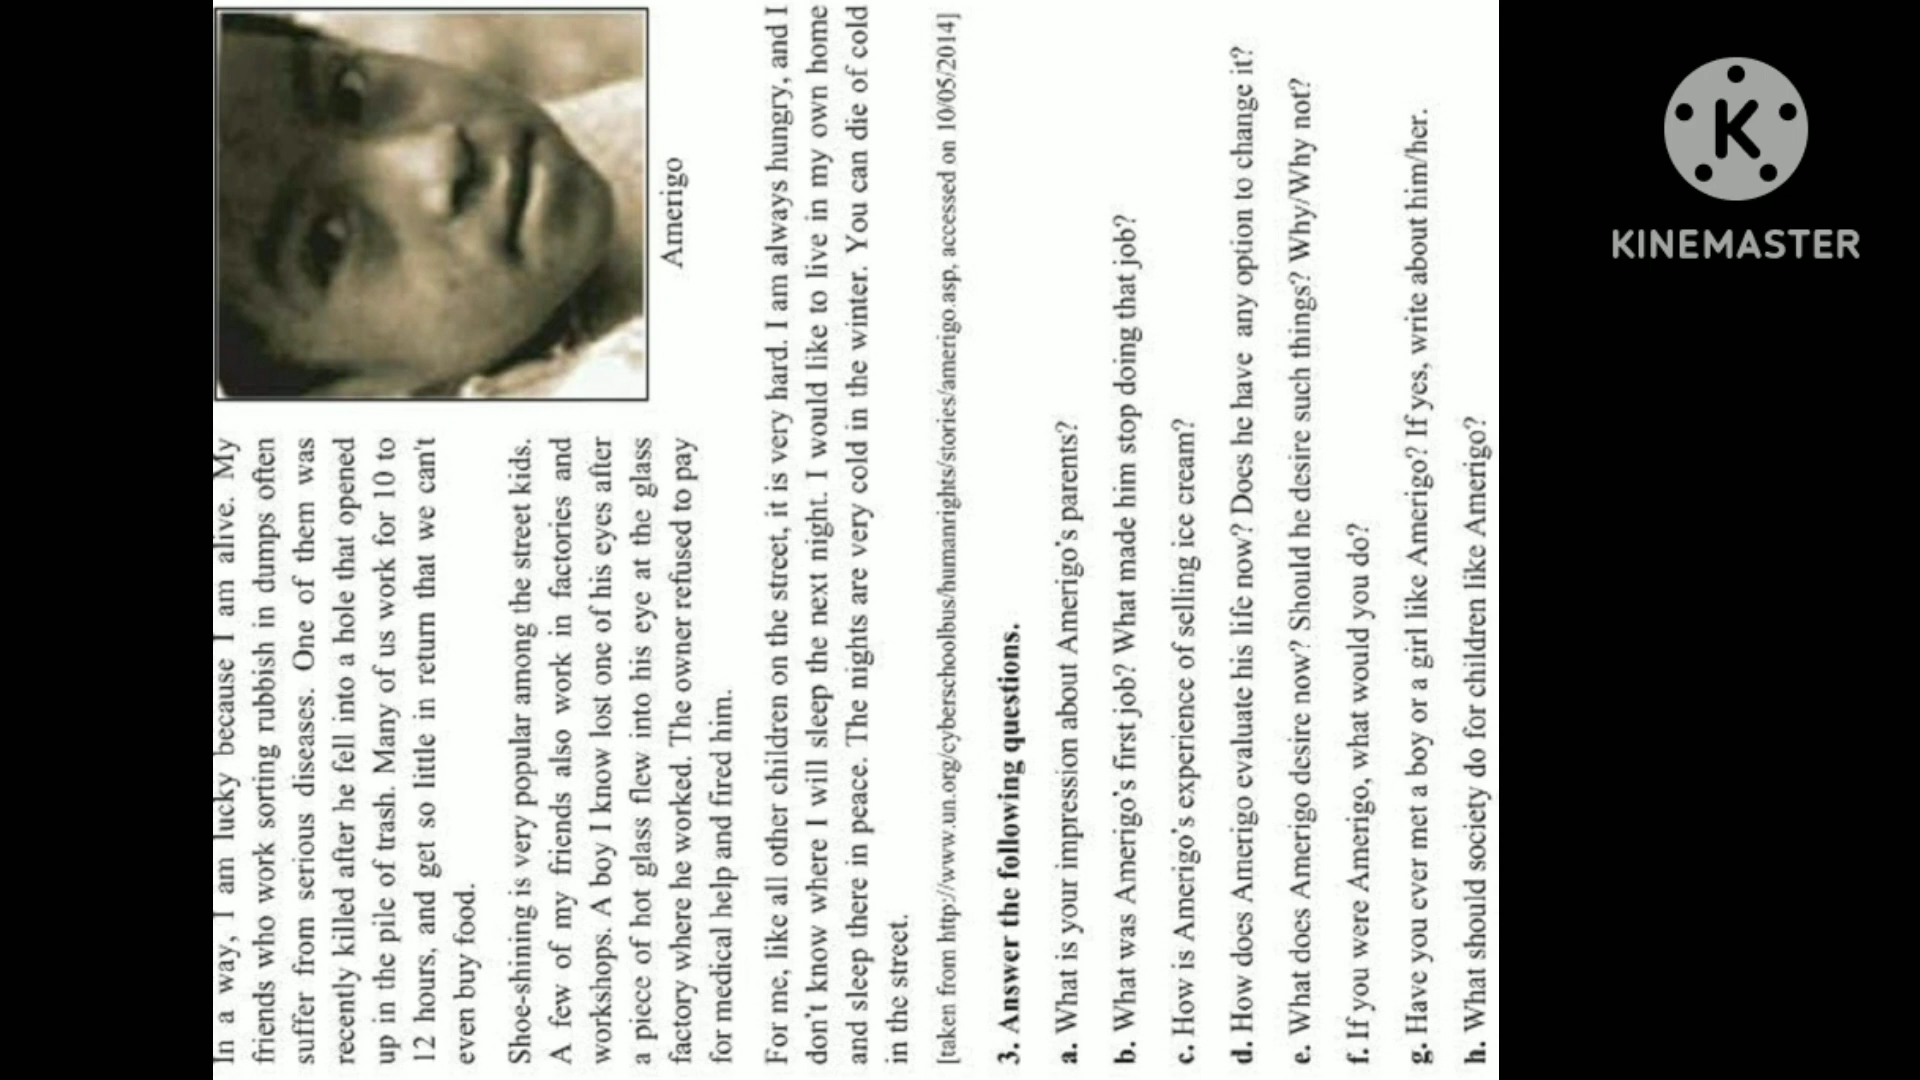 In a way, I am lucky because I am alive. My
friends who work sorting rubbish in dumps often
suffer from serious diseases. One of them was
recently killed after he fell into a hole that opened
up in the pile of trash. Many of us work for 10 to
12 hours, and get so little in return that we can't
even buy food.
Shoe-shining is very popular among the street kids.
A few of my friends also work in factories and
workshops. A boy I know lost one of his eyes after
a piece of hot glass flew into his eye at the glass
factory where he worked. The owner refused to pay
for medical help and fired him.
Amerigo
For me, like all other children on the street, it is very hard. I am always hungry, and I
don't know where I will sleep the next night. I would like to live in my own home
and sleep there in peace. The nights are very cold in the winter. You can die of cold
in the street.
[taken from http://www.un.org/cyberschoolbus/humanrights/stories/amerigo.asp, accessed on 10/05/2014]
3. Answer the following questions.
a. What is your impression about Amerigo's parents?
b. What was Amerigo's first job? What made him stop doing that job?
c. How is Amerigo's experience of selling ice cream?
d. How does Amerigo evaluate his life now? Does he have any option to change it?
e. What does Amerigo desire now? Should he desire such things? Why/Why not?
f. If you were Amerigo, what would you do?
g. Have you ever met a boy or a girl like Amerigo? If yes, write about him/her.
h. What should society do for children like Amerigo?
K
KINEMASTER